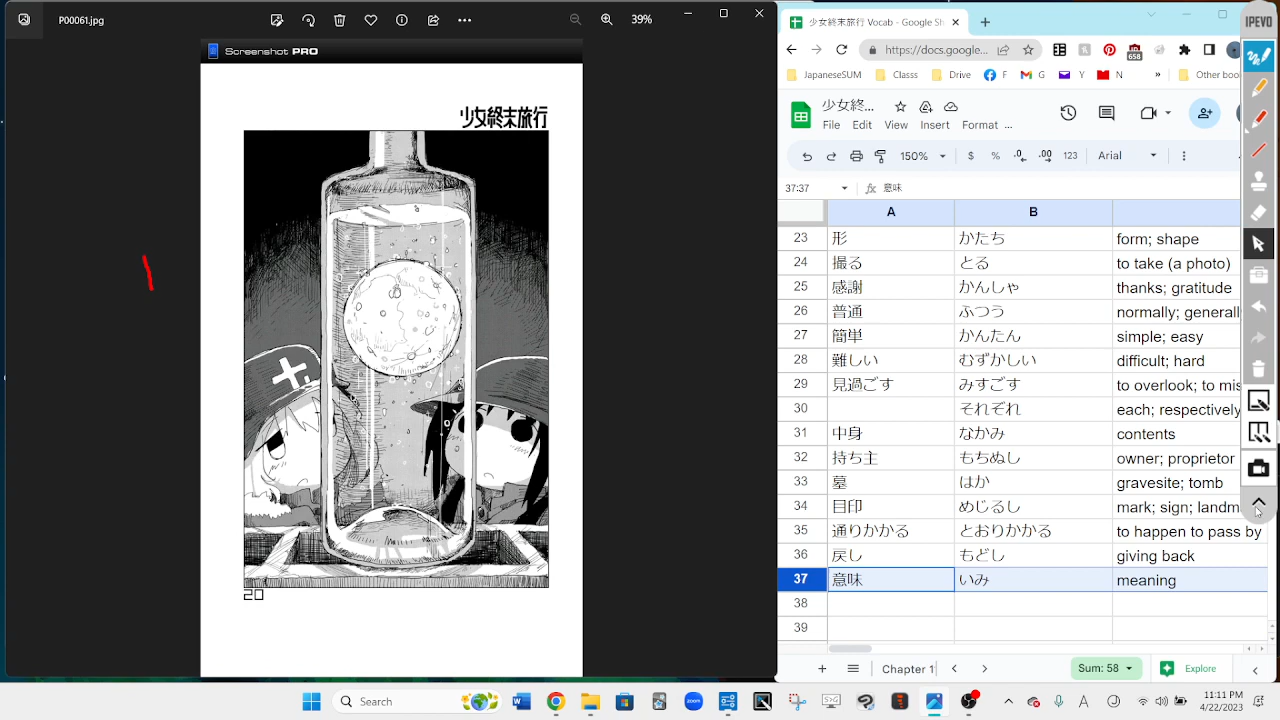 P00061.jpg
39%
Screenshot PRO
少女終末旅行
20
少女終末旅行 Vocab - Google Sh
https://docs.google...
658
JapaneseSUM
Classs
Drive
F
G
Y
N
»
Other boo
少女終...
File Edit View Insert Format ...
150% $ % .0 .00 123 Arial
37:37 fx 意味
A B
23 形 かたち form; shape
24 撮る とる to take (a photo)
25 感謝 かんしゃ thanks; gratitude
26 普通 ふつう normally; generall
27 簡単 かんたん simple; easy
28 難しい むずかしい difficult; hard
29 見過ごす みすごす to overlook; to mis
30 それぞれ each; respectively
31 中身 なかみ contents
32 持ち主 もちぬし owner; proprietor
33 墓 はか gravesite; tomb
34 目印 めじるし mark; sign; landm
35 通りかかる とおりかかる to happen to pass by
36 戻し もどし giving back
37 意味 いみ meaning
38
39
Chapter 1
Sum: 58
Explore
IPEVO
Search
zoom
A
11:11 PM
4/22/2023